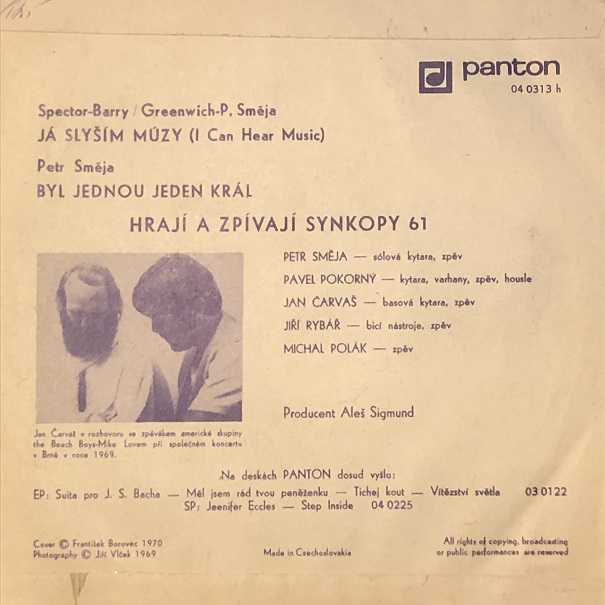 panton
04 0313 h
Spector-Barry / Greenwich-P. Směja
JÁ SLYŠÍM MÚZY (I Can Hear Music)
Petr Směja
BYL JEDNOU JEDEN KRÁL
HRAJÍ A ZPÍVAJÍ SYNKOPY 61
PETR SMĚJA — sólová kytara, zpěv
PAVEL POKORNÝ — kytara, varhany, zpěv, housle
JAN ČARVAŠ — basová kytara, zpěv
JIŘÍ RYBÁŘ — bicí nástroje, zpěv
MICHAL POLÁK — zpěv
Producent Aleš Sigmund
Jan Čarvaš v rozhovoru se zpěvákem americké skupiny
the Beach Boys-Mike Lovem při společném koncertu
v Brně v roce 1969.
Na deskách PANTON dosud vyšlo:
EP: Suita pro J. S. Bacha — Měl jsem rád tvou peněženku — Tichej kout — Vítězství světla 03 0122
SP: Jeenifer Eccles — Step Inside 04 0225
Cover © František Borovec 1970
Photography © Jiří Vlček 1969
Made in Czechoslovakia
All rights of copying, broadcasting
or public performances are reserved